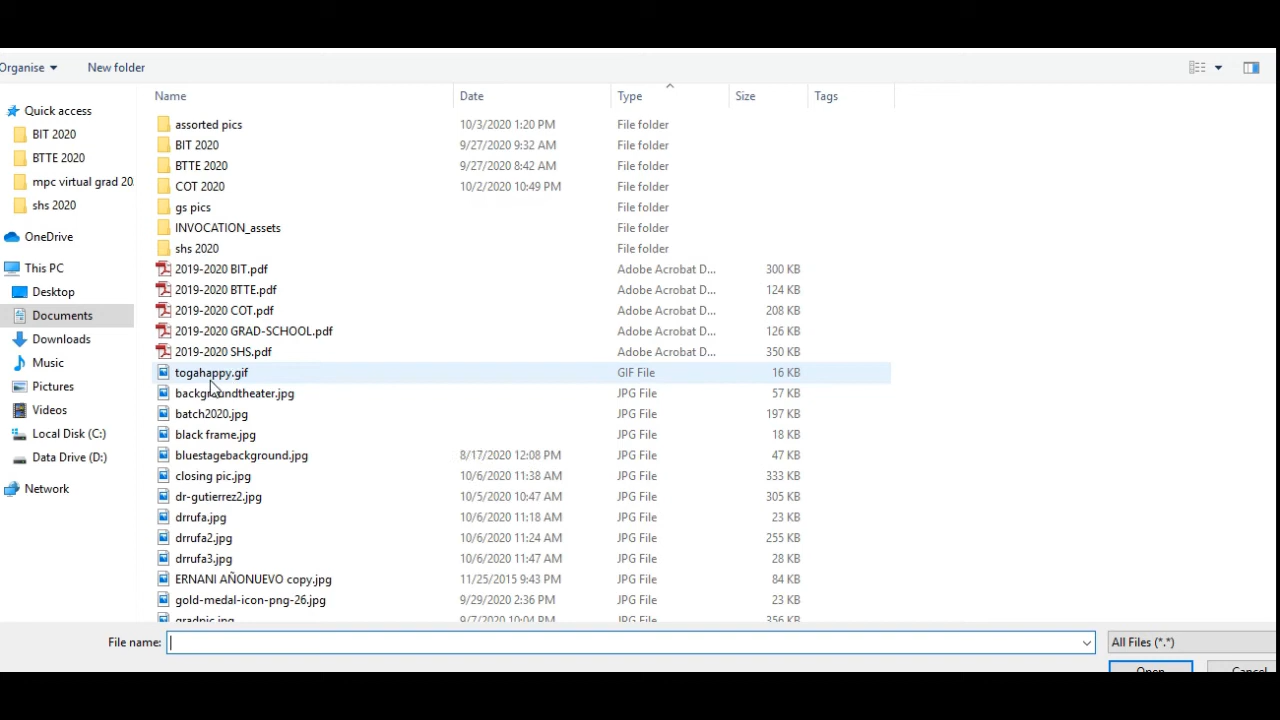 Organise
New folder
Name Date Type Size Tags
Quick access
BIT 2020
BTTE 2020
mpc virtual grad 20
shs 2020
OneDrive
This PC
Desktop
Documents
Downloads
Music
Pictures
Videos
Local Disk (C:)
Data Drive (D:)
Network
assorted pics 10/3/2020 1:20 PM File folder
BIT 2020 9/27/2020 9:32 AM File folder
BTTE 2020 9/27/2020 8:42 AM File folder
COT 2020 10/2/2020 10:49 PM File folder
gs pics File folder
INVOCATION_assets File folder
shs 2020 File folder
2019-2020 BIT.pdf Adobe Acrobat D... 300 KB
2019-2020 BTTE.pdf Adobe Acrobat D... 124 KB
2019-2020 COT.pdf Adobe Acrobat D... 208 KB
2019-2020 GRAD-SCHOOL.pdf Adobe Acrobat D... 126 KB
2019-2020 SHS.pdf Adobe Acrobat D... 350 KB
togahappy.gif GIF File 16 KB
backgroundtheater.jpg JPG File 57 KB
batch2020.jpg JPG File 197 KB
black frame.jpg JPG File 18 KB
bluestagebackground.jpg 8/17/2020 12:08 PM JPG File 47 KB
closing pic.jpg 10/6/2020 11:38 AM JPG File 333 KB
dr-gutierrez2.jpg 10/5/2020 10:47 AM JPG File 305 KB
drrufa.jpg 10/6/2020 11:18 AM JPG File 23 KB
drrufa2.jpg 10/6/2020 11:24 AM JPG File 255 KB
drrufa3.jpg 10/6/2020 11:47 AM JPG File 28 KB
ERNANI AÑONUEVO copy.jpg 11/25/2015 9:43 PM JPG File 84 KB
gold-medal-icon-png-26.jpg 9/29/2020 2:36 PM JPG File 23 KB
gradpic.jpg 9/7/2020 10:04 PM JPG File 356 KB
File name:
All Files (*.*)
Open Cancel